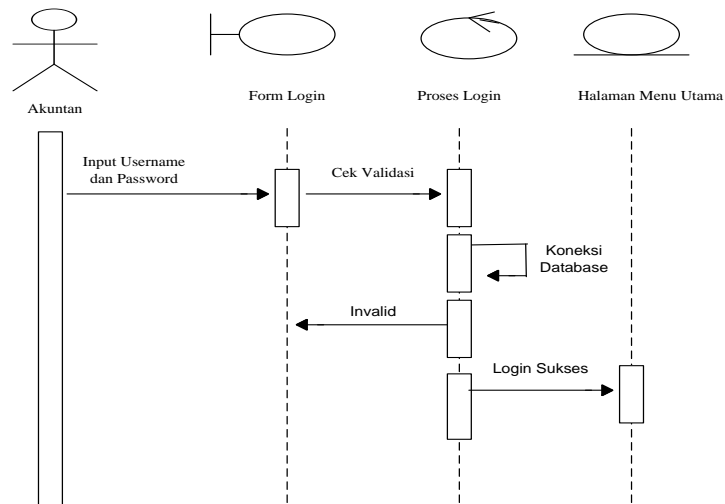 Akuntan
Form Login
Proses Login
Halaman Menu Utama
Input Username
dan Password
Cek Validasi
Koneksi
Database
Invalid
Login Sukses